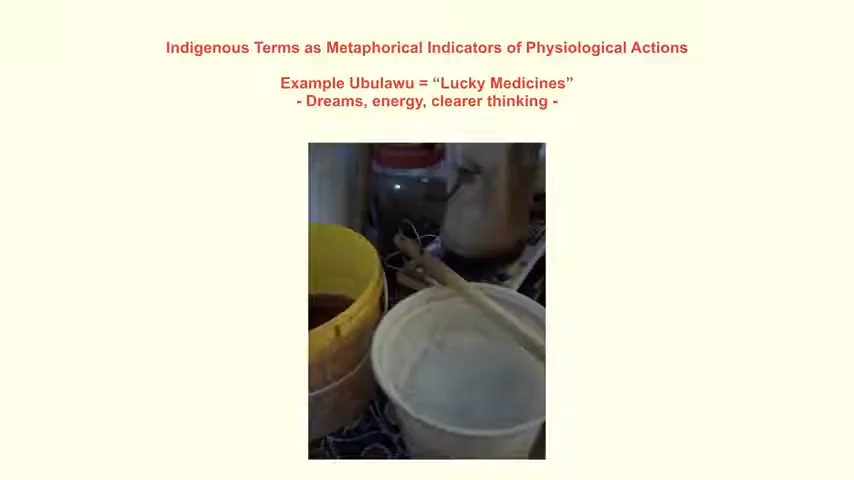 Indigenous Terms as Metaphorical Indicators of Physiological Actions
Example Ubulawu = “Lucky Medicines”
- Dreams, energy, clearer thinking -